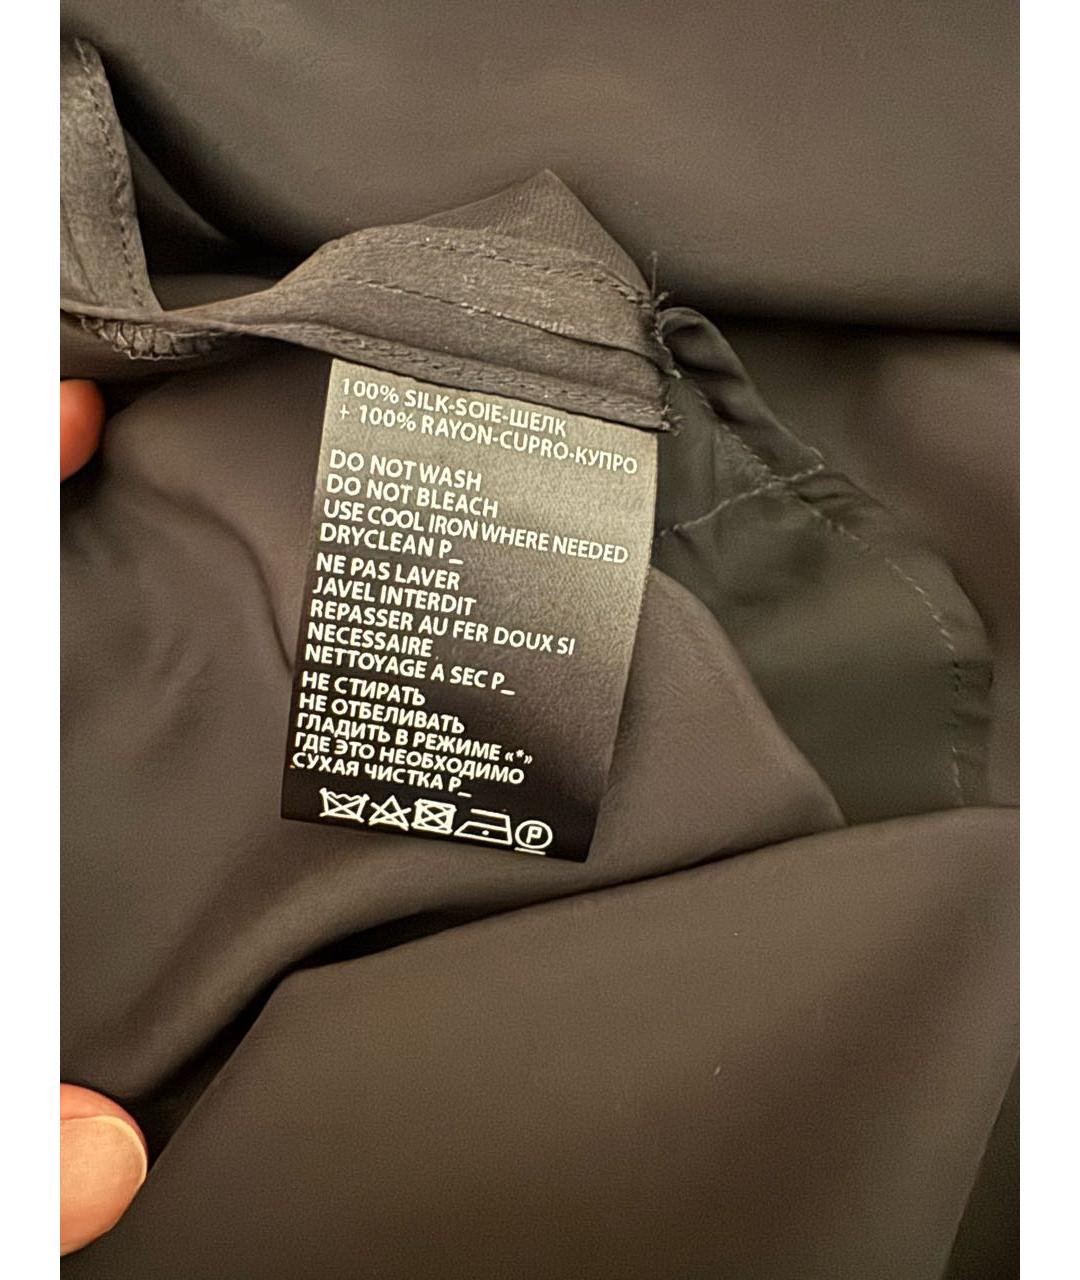 100% SILK-SOIE-ШЕЛК
+ 100% RAYON-CUPRO-КУПРО
DO NOT WASH
DO NOT BLEACH
USE COOL IRON WHERE NEEDED
DRYCLEAN P_
NE PAS LAVER
JAVEL INTERDIT
REPASSER AU FER DOUX SI
NECESSAIRE
NETTOYAGE A SEC P_
НЕ СТИРАТЬ
НЕ ОТБЕЛИВАТЬ
ГЛАДИТЬ В РЕЖИМЕ «*»
ГДЕ ЭТО НЕОБХОДИМО
СУХАЯ ЧИСТКА P_
P